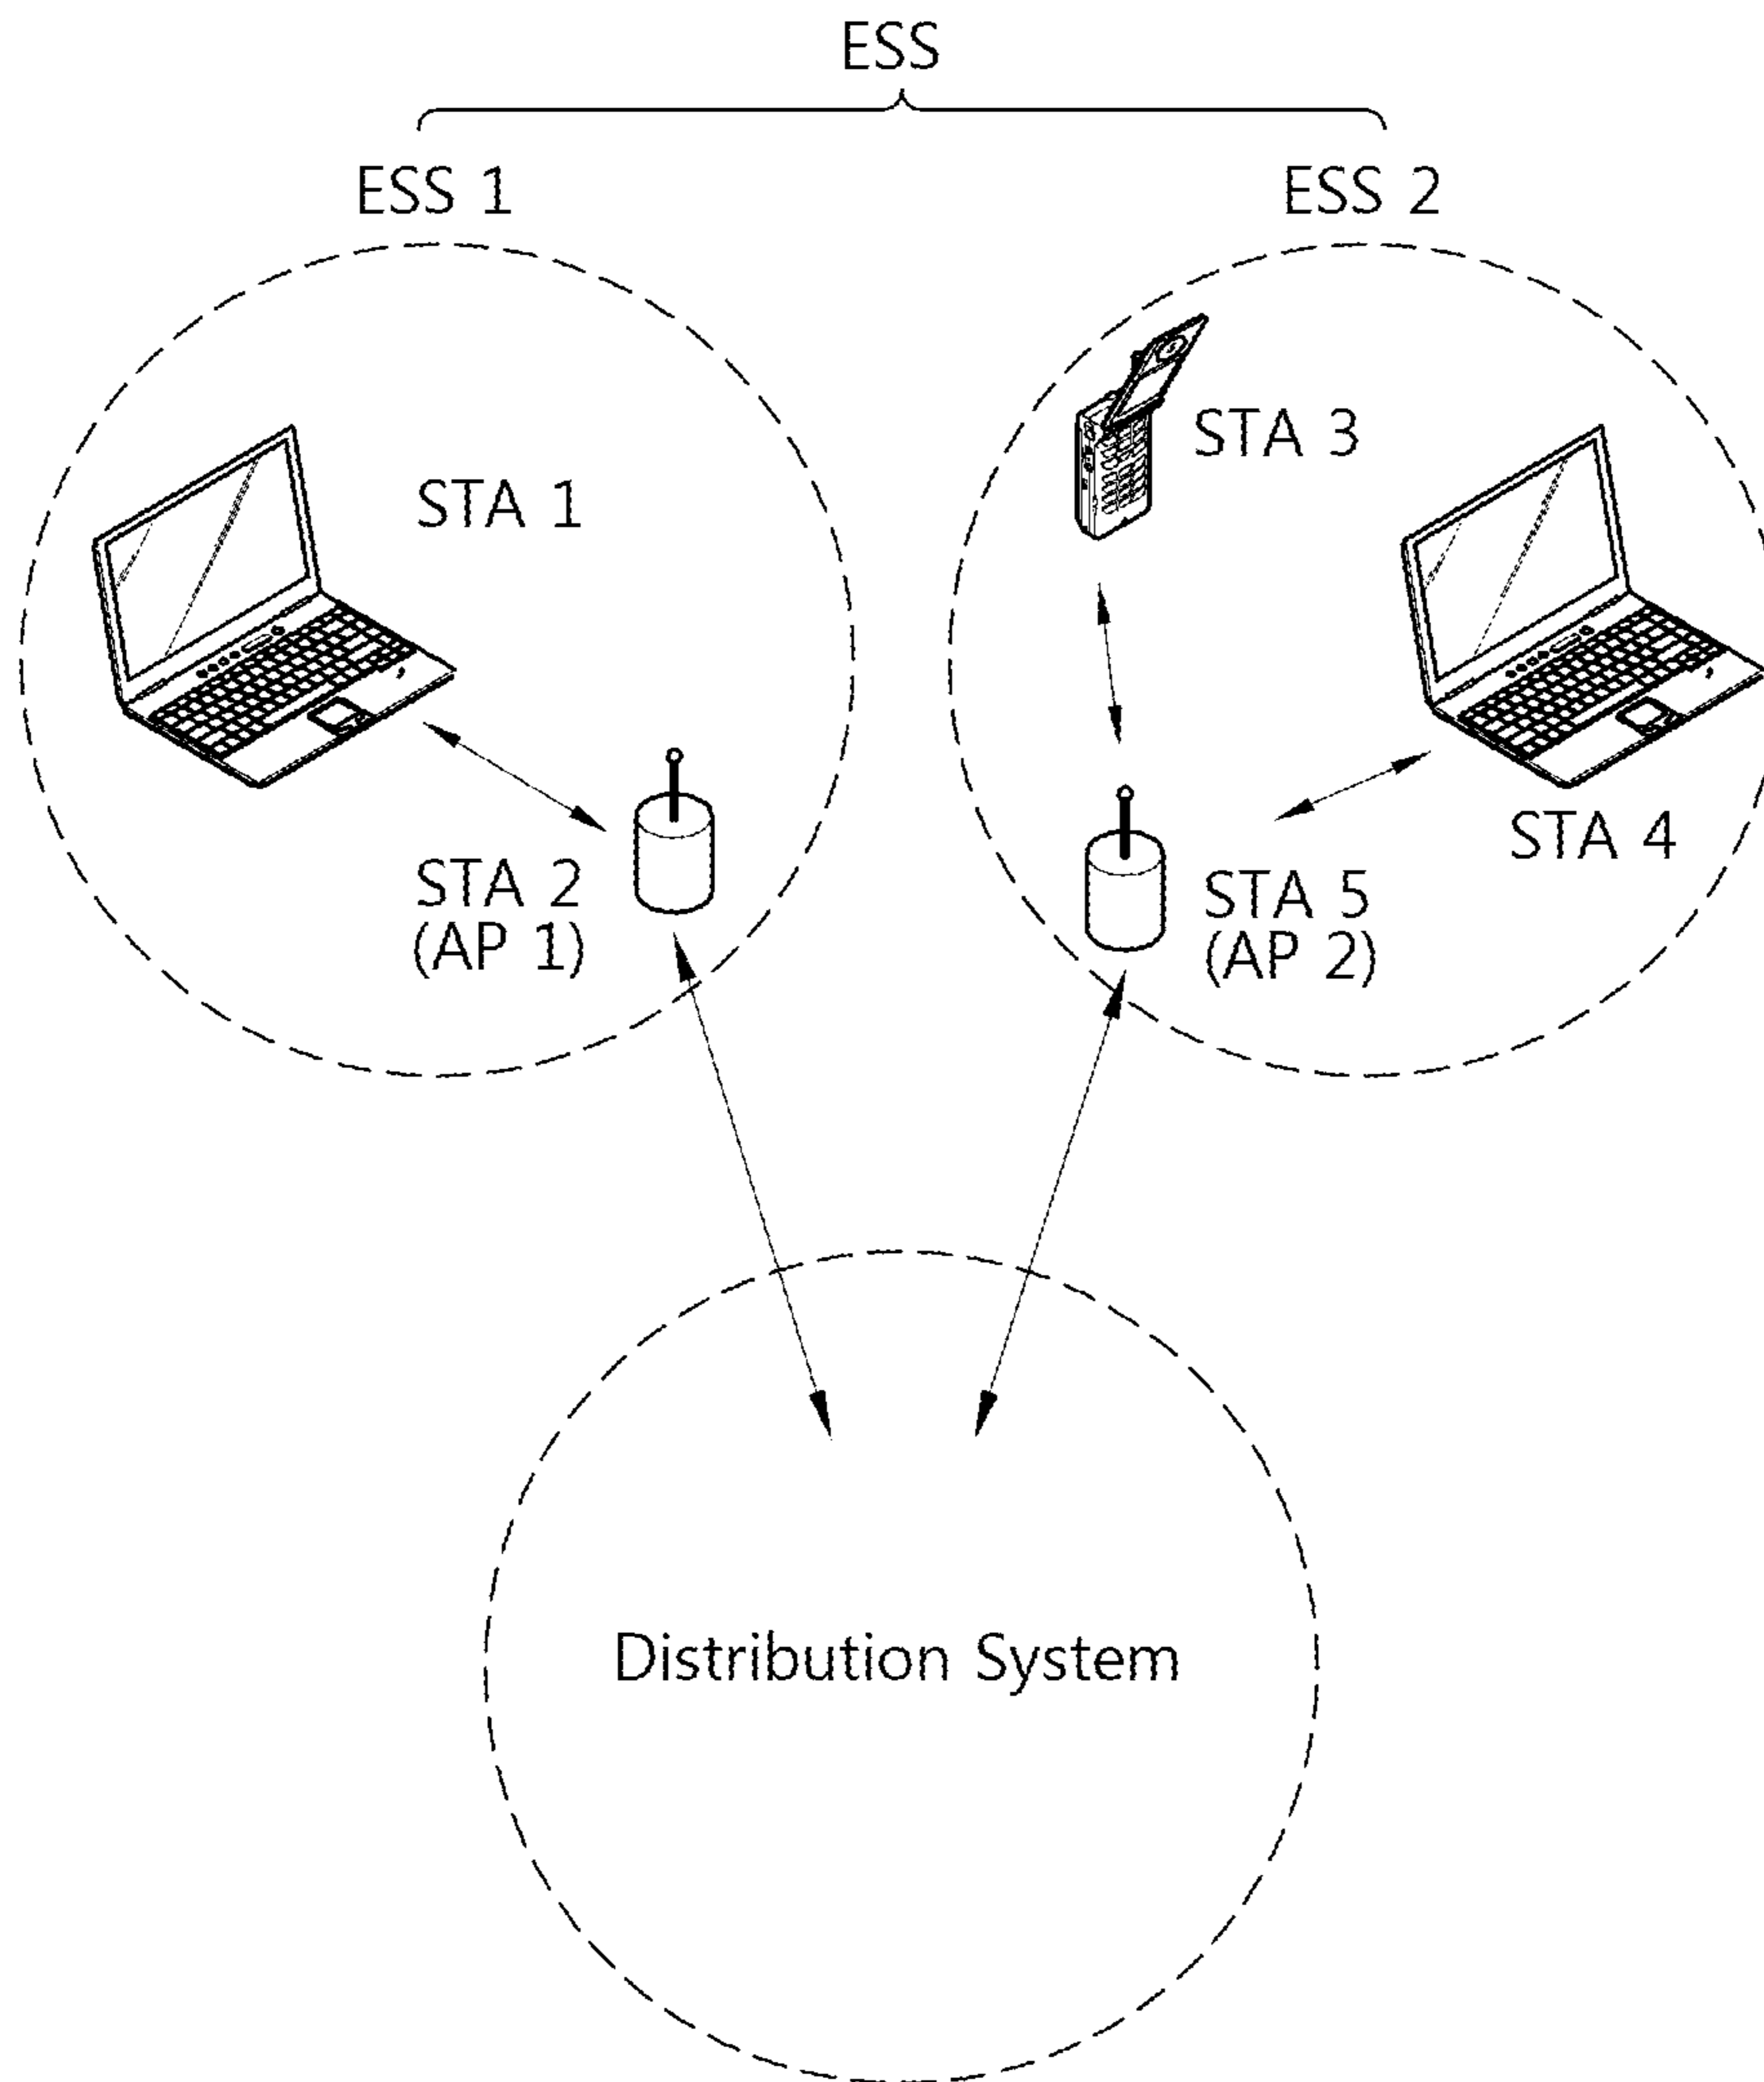 ESS
ESS 1
ESS 2
STA 1
STA 3
STA 4
STA 2
(AP 1)
STA 5
(AP 2)
Distribution System